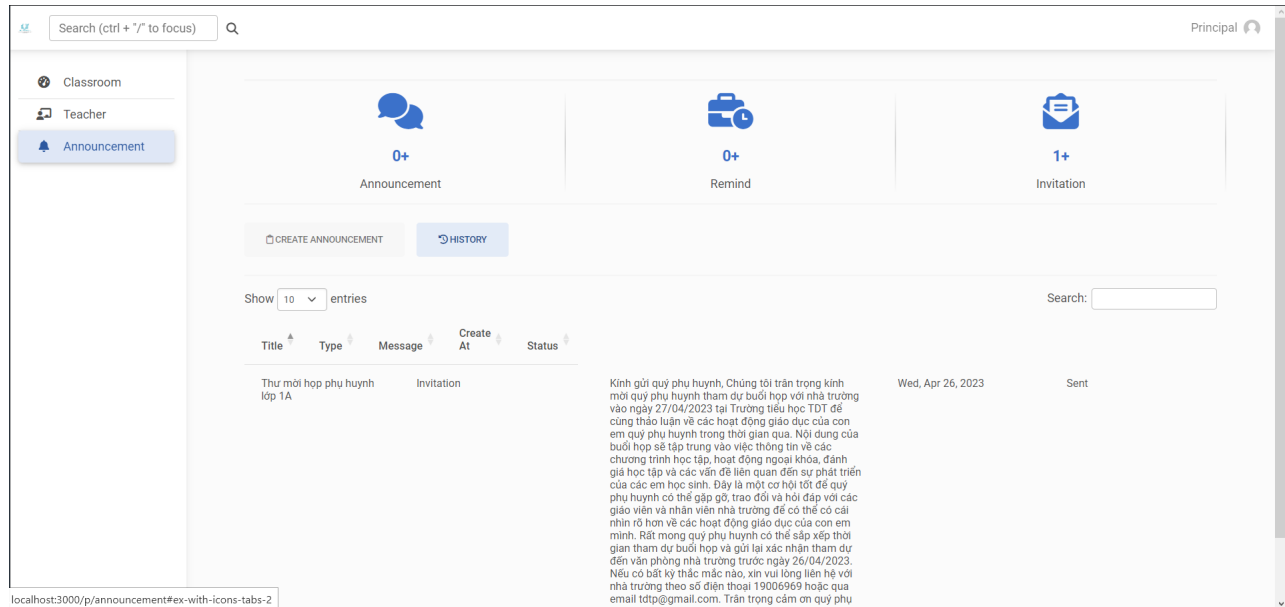 Search (ctrl + "/" to focus)
Principal
Classroom
Teacher
Announcement
0+
Announcement
0+
Remind
1+
Invitation
CREATE ANNOUNCEMENT
HISTORY
Show 10 entries
Search:
Title Type Message Create At Status
Thư mời họp phụ huynh
lớp 1A
Invitation
Kính gửi quý phụ huynh, Chúng tôi trân trọng kính
mời quý phụ huynh tham dự buổi họp với nhà trường
vào ngày 27/04/2023 tại Trường tiểu học TDT để
cùng thảo luận về các hoạt động giáo dục của con
em quý phụ huynh trong thời gian qua. Nội dung của
buổi họp sẽ tập trung vào việc thông tin về các
chương trình học tập, hoạt động ngoại khóa, đánh
giá học tập và các vấn đề liên quan đến sự phát triển
của các em học sinh. Đây là một cơ hội tốt để quý
phụ huynh có thể gặp gỡ, trao đổi và hỏi đáp với các
giáo viên và nhân viên nhà trường để có thể có cái
nhìn rõ hơn về các hoạt động giáo dục của con em
mình. Rất mong quý phụ huynh có thể sắp xếp thời
gian tham dự buổi họp và gửi lại xác nhận tham dự
đến văn phòng nhà trường trước ngày 26/04/2023.
Nếu có bất kỳ thắc mắc nào, xin vui lòng liên hệ với
nhà trường theo số điện thoại 19006969 hoặc qua
email tdtp@gmail.com. Trân trọng cảm ơn quý phụ
Wed, Apr 26, 2023
Sent
localhost:3000/p/announcement#ex-with-icons-tabs-2